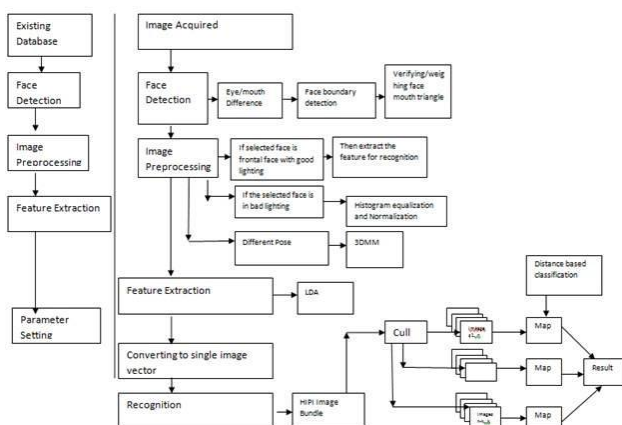 Existing
Database
Face
Detection
Image
Preprocessing
Feature Extraction
Parameter
Setting
Image Acquired
Face
Detection
Eye/mouth
Difference
Face boundary
detection
Verifying/weig
hing face
mouth triangle
Image
Preprocessing
If selected face is
frontal face with good
lighting
Then extract the
feature for recognition
If the selected face is
in bad lighting
Histogram equalization
and Normalization
Different Pose
3DMM
Feature Extraction
LDA
Converting to single image
vector
Recognition
HIPI Image
Bundle
Cull
Distance based
classification
Map
Map
Images
Map
Result